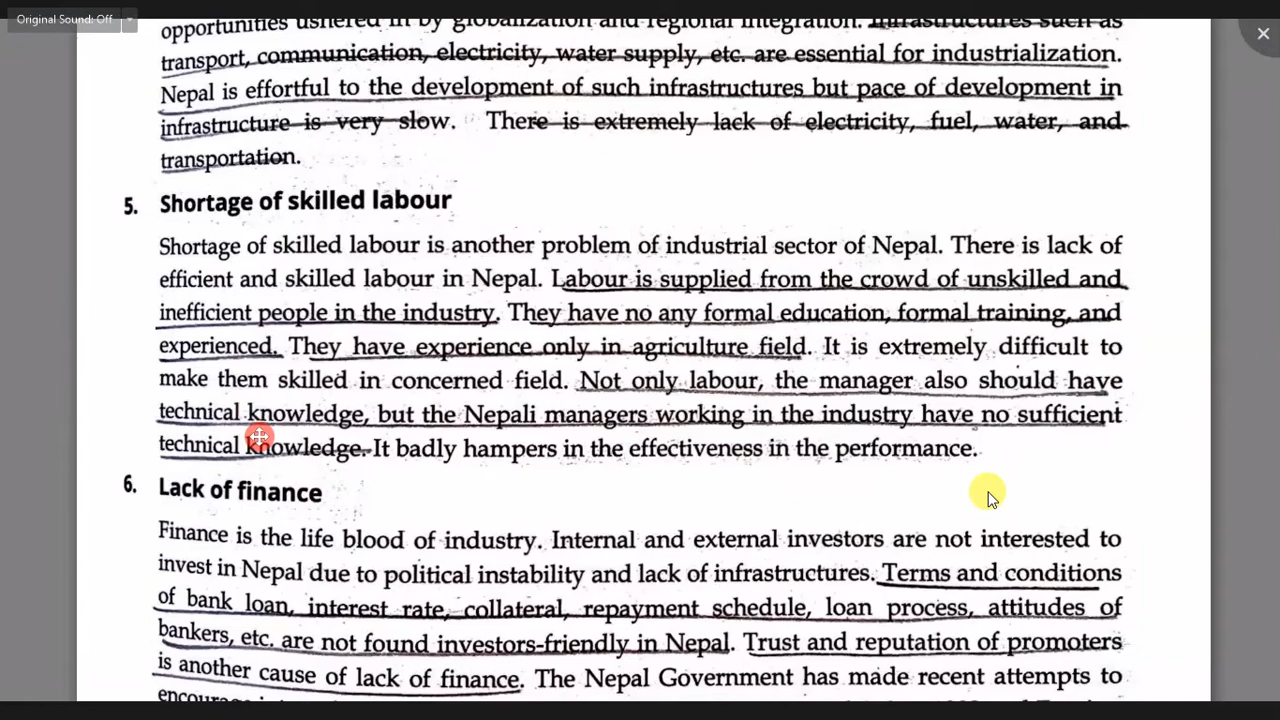 Original Sound: Off
opportunities ushered in by globalization and regional integration. Infrastructures such as
transport, communication, electricity, water supply, etc. are essential for industrialization.
Nepal is effortful to the development of such infrastructures but pace of development in
infrastructure is very slow. There is extremely lack of electricity, fuel, water, and
transportation.
5. Shortage of skilled labour
Shortage of skilled labour is another problem of industrial sector of Nepal. There is lack of
efficient and skilled labour in Nepal. Labour is supplied from the crowd of unskilled and
inefficient people in the industry. They have no any formal education, formal training, and
experienced. They have experience only in agriculture field. It is extremely difficult to
make them skilled in concerned field. Not only labour, the manager also should have
technical knowledge, but the Nepali managers working in the industry have no sufficient
technical knowledge. It badly hampers in the effectiveness in the performance.
6. Lack of finance
Finance is the life blood of industry. Internal and external investors are not interested to
invest in Nepal due to political instability and lack of infrastructures. Terms and conditions
of bank loan, interest rate, collateral, repayment schedule, loan process, attitudes of
bankers, etc. are not found investors-friendly in Nepal. Trust and reputation of promoters
is another cause of lack of finance. The Nepal Government has made recent attempts to